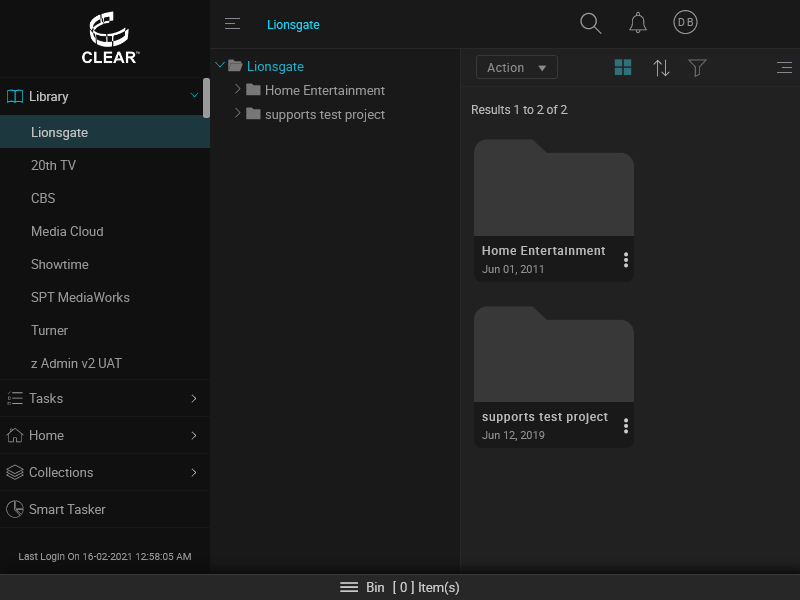 CLEAR™
Library
Lionsgate
20th TV
CBS
Media Cloud
Showtime
SPT MediaWorks
Turner
z Admin v2 UAT
Tasks
Home
Collections
Smart Tasker
Last Login On 16-02-2021 12:58:05 AM
Lionsgate
DB
Lionsgate
Home Entertainment
supports test project
Action
Results 1 to 2 of 2
Home Entertainment
Jun 01, 2011
supports test project
Jun 12, 2019
Bin [ 0 ] Item(s)